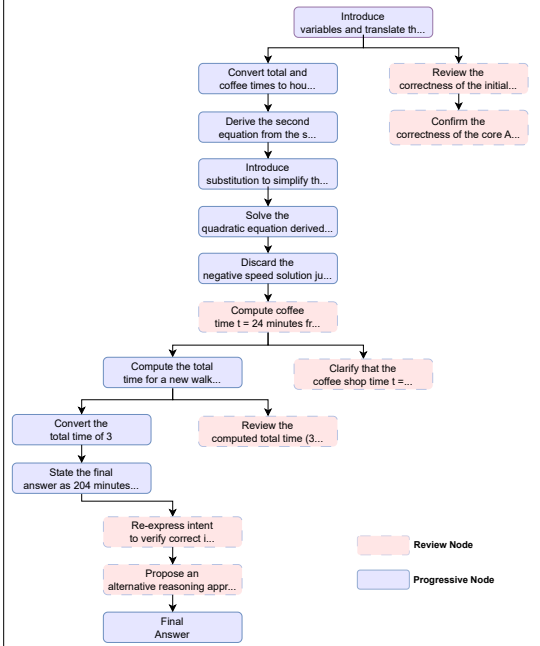 Introduce
variables and translate th...
Convert total and
coffee times to hou...
Review the
correctness of the initial...
Derive the second
equation from the s...
Confirm the
correctness of the core A...
Introduce
substitution to simplify th...
Solve the
quadratic equation derived...
Discard the
negative speed solution ju...
Compute coffee
time t = 24 minutes fr...
Compute the total
time for a new walk...
Clarify that the
coffee shop time t =...
Convert the
total time of 3
Review the
computed total time (3...
State the final
answer as 204 minutes...
Re-express intent
to verify correct i...
Propose an
alternative reasoning appr...
Final
Answer
Review Node
Progressive Node